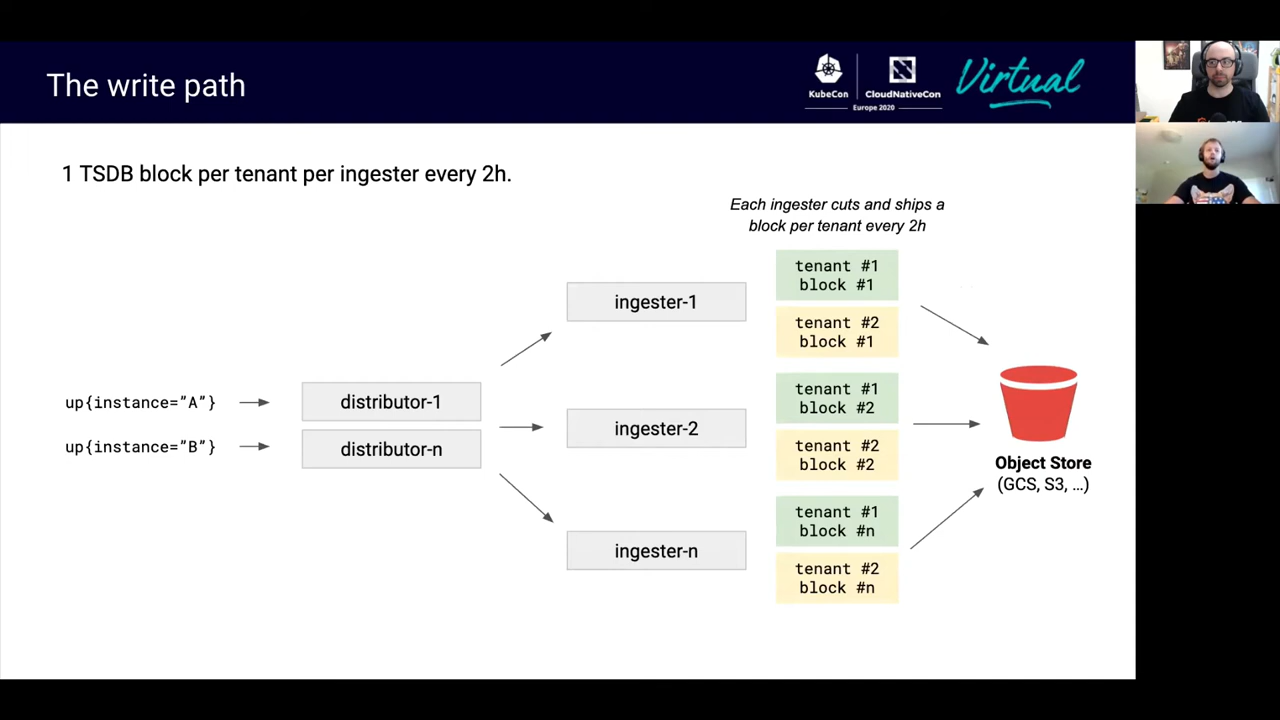 The write path
KubeCon
CloudNativeCon
Europe 2020
Virtual
1 TSDB block per tenant per ingester every 2h.
Each ingester cuts and ships a
block per tenant every 2h
up{instance=”A”}
up{instance=”B”}
distributor-1
distributor-n
ingester-1
ingester-2
ingester-n
tenant #1
block #1
tenant #2
block #1
tenant #1
block #2
tenant #2
block #2
tenant #1
block #n
tenant #2
block #n
Object Store
(GCS, S3, …)